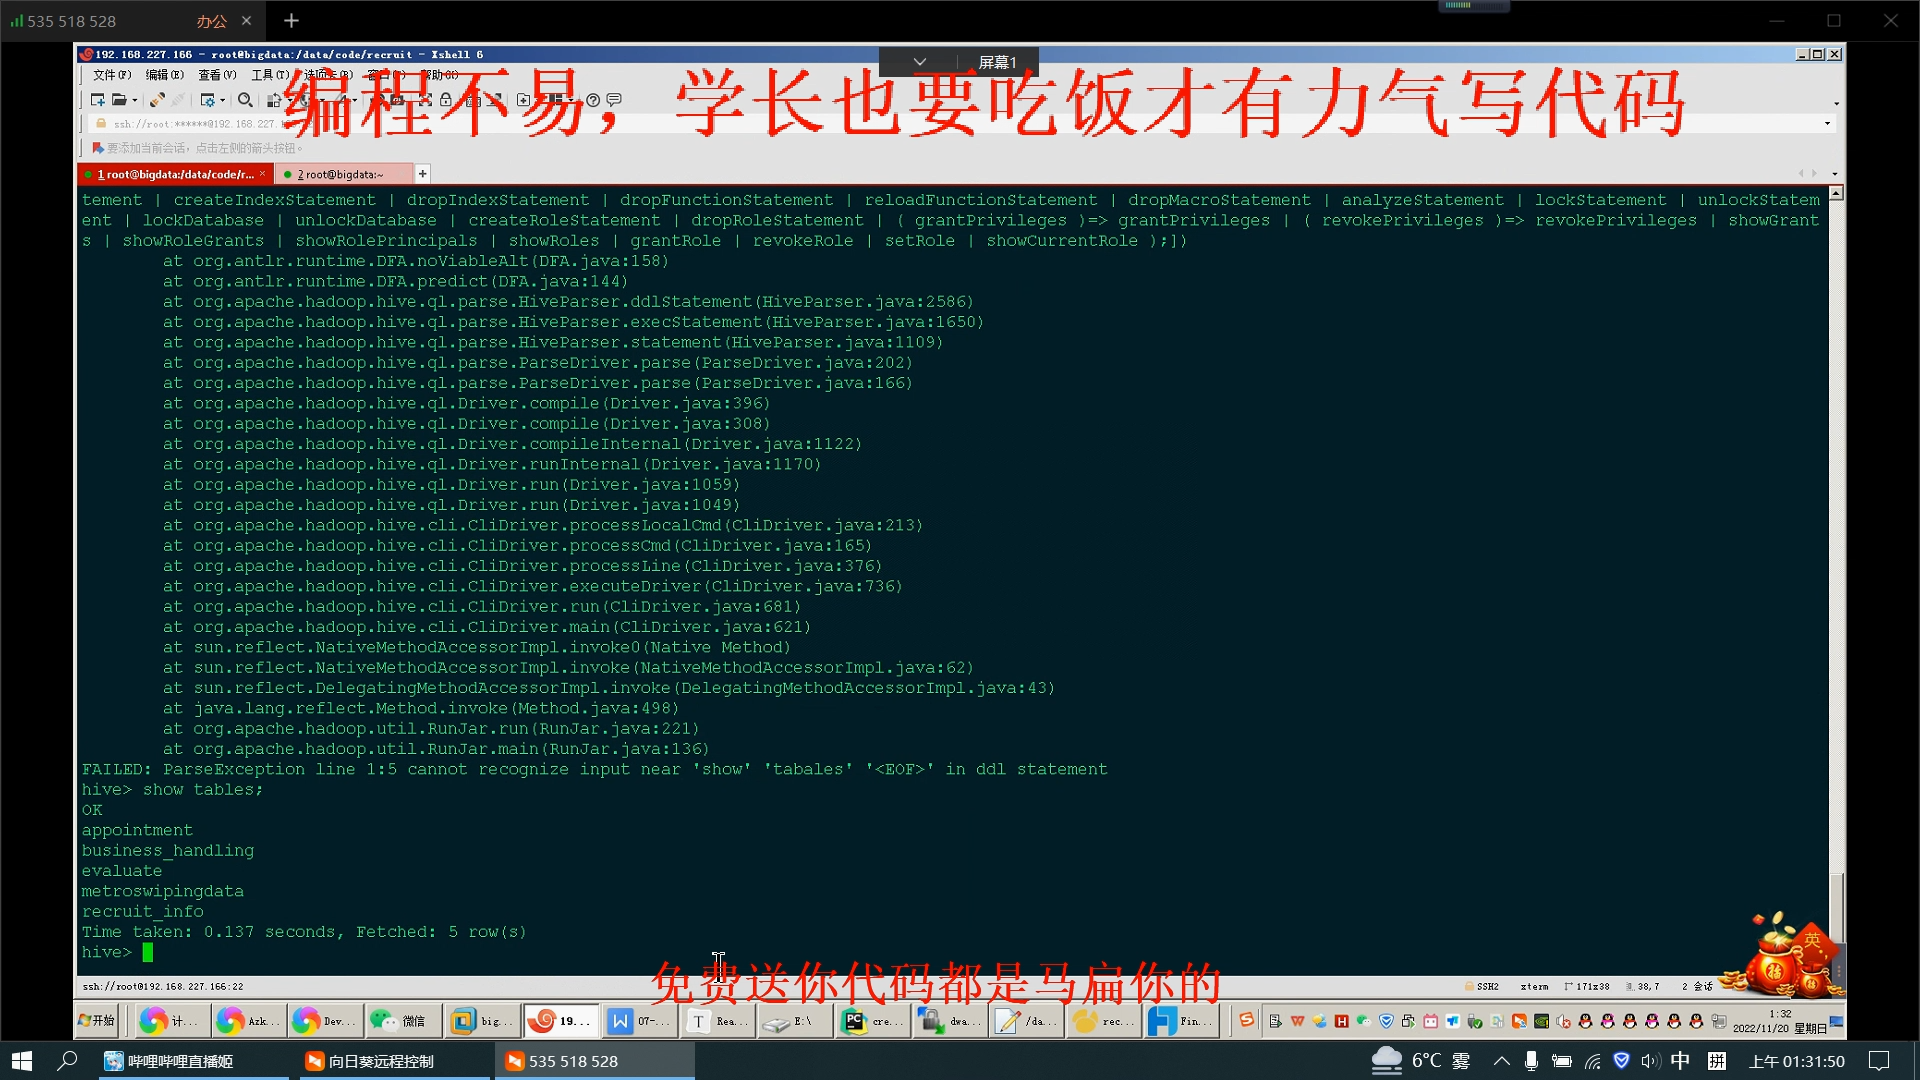 535 518 528
办公
192.168.227.166 - root@bigdata:/data/code/recruit - Xshell 6
屏幕1
文件(F) 编辑(E) 查看(V) 工具(T) 选项卡(B) 窗口(W) 帮助(H)
编程不易，学长也要吃饭才有力气写代码
ssh://root:******@192.168.227.
要添加当前会话，点击左侧的箭头按钮。
1 root@bigdata:/data/code/r...
2 root@bigdata:~
tement | createIndexStatement | dropIndexStatement | dropFunctionStatement | reloadFunctionStatement | dropMacroStatement | analyzeStatement | lockStatement | unlockStatem
ent | lockDatabase | unlockDatabase | createRoleStatement | dropRoleStatement | ( grantPrivileges )=> grantPrivileges | ( revokePrivileges )=> revokePrivileges | showGrant
s | showRoleGrants | showRolePrincipals | showRoles | grantRole | revokeRole | setRole | showCurrentRole );])
at org.antlr.runtime.DFA.noViableAlt(DFA.java:158)
at org.antlr.runtime.DFA.predict(DFA.java:144)
at org.apache.hadoop.hive.ql.parse.HiveParser.ddlStatement(HiveParser.java:2586)
at org.apache.hadoop.hive.ql.parse.HiveParser.execStatement(HiveParser.java:1650)
at org.apache.hadoop.hive.ql.parse.HiveParser.statement(HiveParser.java:1109)
at org.apache.hadoop.hive.ql.parse.ParseDriver.parse(ParseDriver.java:202)
at org.apache.hadoop.hive.ql.parse.ParseDriver.parse(ParseDriver.java:166)
at org.apache.hadoop.hive.ql.Driver.compile(Driver.java:396)
at org.apache.hadoop.hive.ql.Driver.compile(Driver.java:308)
at org.apache.hadoop.hive.ql.Driver.compileInternal(Driver.java:1122)
at org.apache.hadoop.hive.ql.Driver.runInternal(Driver.java:1170)
at org.apache.hadoop.hive.ql.Driver.run(Driver.java:1059)
at org.apache.hadoop.hive.ql.Driver.run(Driver.java:1049)
at org.apache.hadoop.hive.cli.CliDriver.processLocalCmd(CliDriver.java:213)
at org.apache.hadoop.hive.cli.CliDriver.processCmd(CliDriver.java:165)
at org.apache.hadoop.hive.cli.CliDriver.processLine(CliDriver.java:376)
at org.apache.hadoop.hive.cli.CliDriver.executeDriver(CliDriver.java:736)
at org.apache.hadoop.hive.cli.CliDriver.run(CliDriver.java:681)
at org.apache.hadoop.hive.cli.CliDriver.main(CliDriver.java:621)
at sun.reflect.NativeMethodAccessorImpl.invoke0(Native Method)
at sun.reflect.NativeMethodAccessorImpl.invoke(NativeMethodAccessorImpl.java:62)
at sun.reflect.DelegatingMethodAccessorImpl.invoke(DelegatingMethodAccessorImpl.java:43)
at java.lang.reflect.Method.invoke(Method.java:498)
at org.apache.hadoop.util.RunJar.run(RunJar.java:221)
at org.apache.hadoop.util.RunJar.main(RunJar.java:136)
FAILED: ParseException line 1:5 cannot recognize input near 'show' 'tabales' '<EOF>' in ddl statement
hive> show tables;
OK
appointment
business_handling
evaluate
metroswipingdata
recruit_info
Time taken: 0.137 seconds, Fetched: 5 row(s)
hive>
英
福
免费送你代码都是马扁你的
ssh://root@192.168.227.166:22
SSH2 xterm 171x38 38,7 2 会话
开始 计... Azk... Dev... 微信 big... 19... 07-... Rea... E:\ cre... dwa... /da... rec... Fin...
1:32
2022/11/20 星期日
哔哩哔哩直播姬 向日葵远程控制 535 518 528
6°C 雾 中 拼 上午 01:31:50